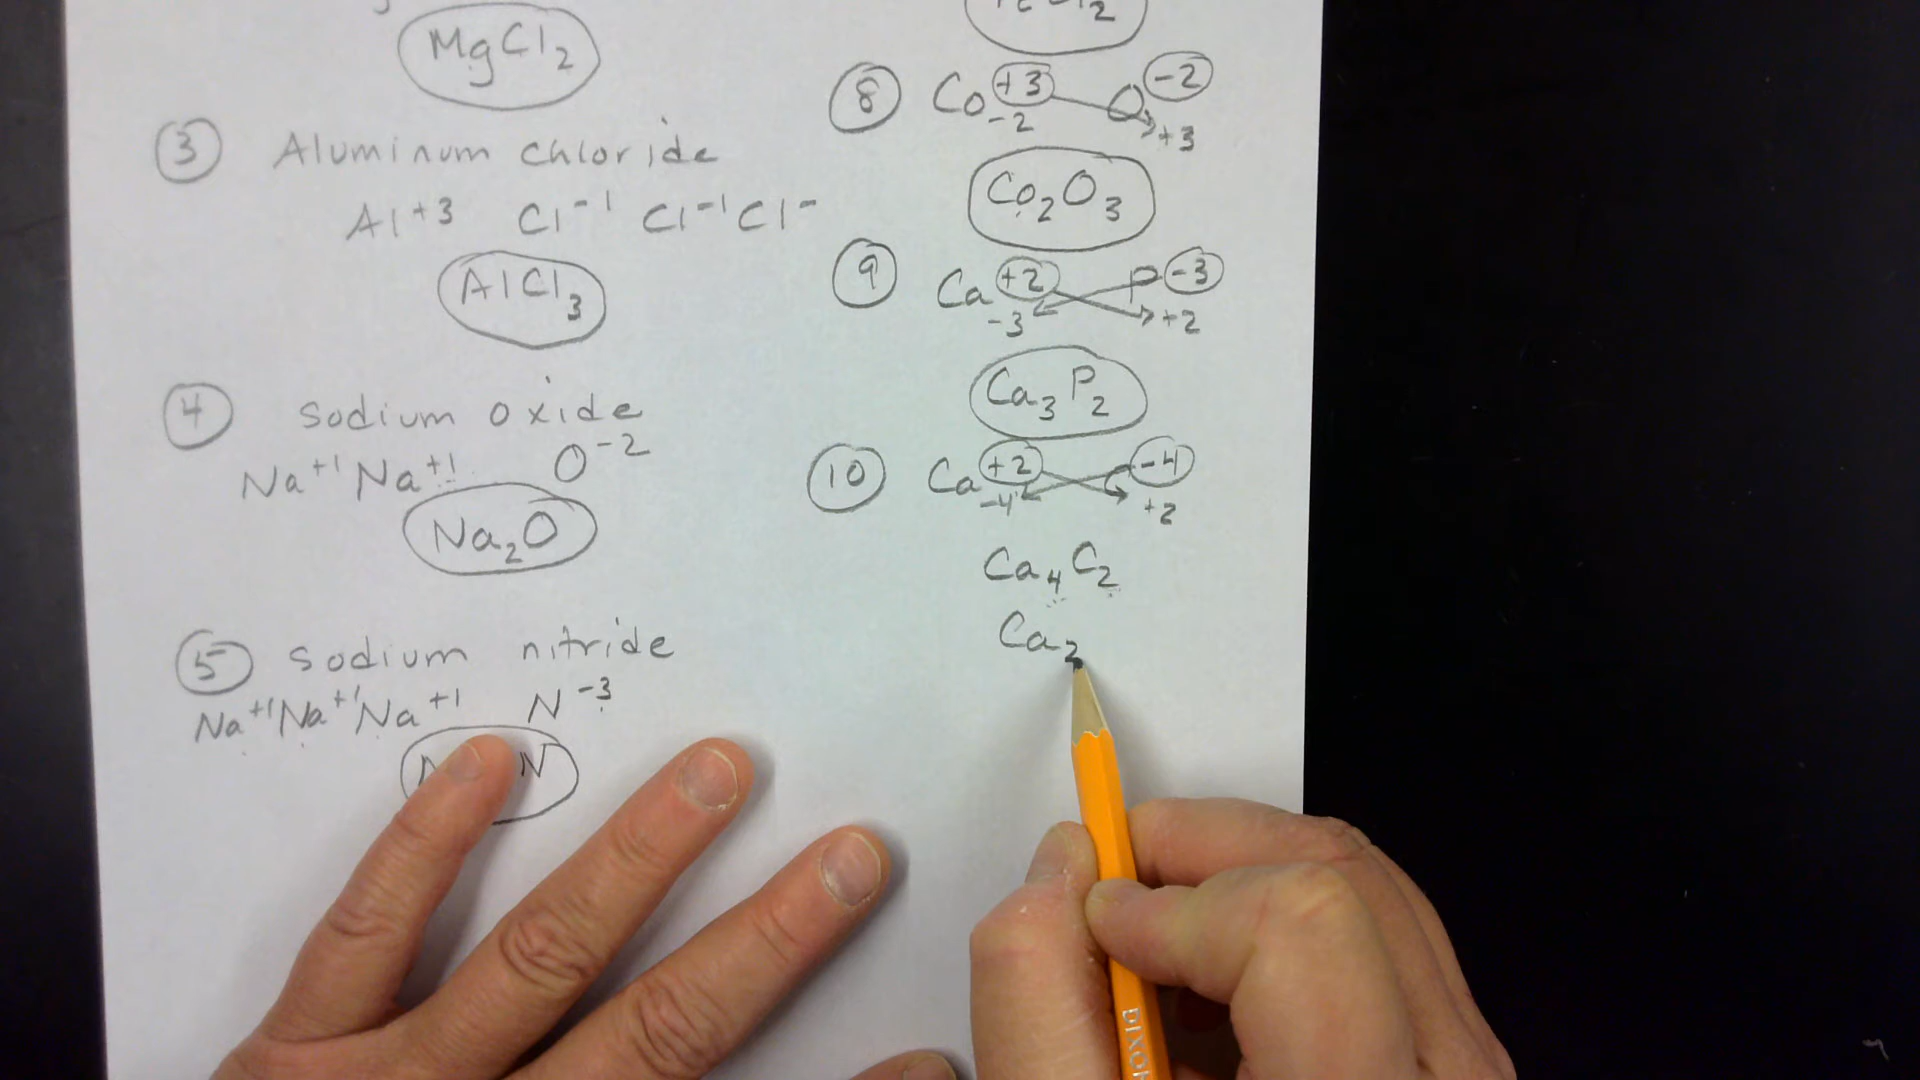 MgCl2
③ Aluminum chloride
Al+3 Cl-1 Cl-1 Cl-
AlCl3
④ sodium oxide
Na+1 Na+1 O-2
Na2O
⑤ sodium nitride
Na+1 Na+1 Na+1 N-3
N
⑧ Co+3 O-2
-2 +3
Co2O3
⑨ Ca+2 P-3
-3 +2
Ca3P2
⑩ Ca+2 C-4
-4 +2
Ca4C2
Ca2
DIXON